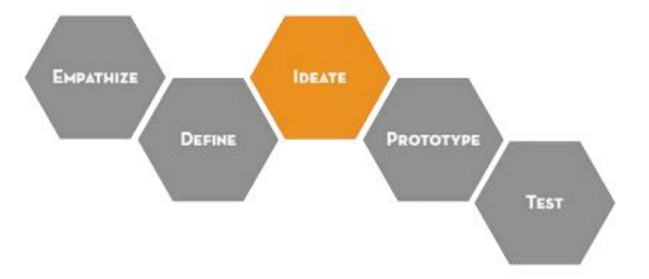 Empathize
Define
Ideate
Prototype
Test